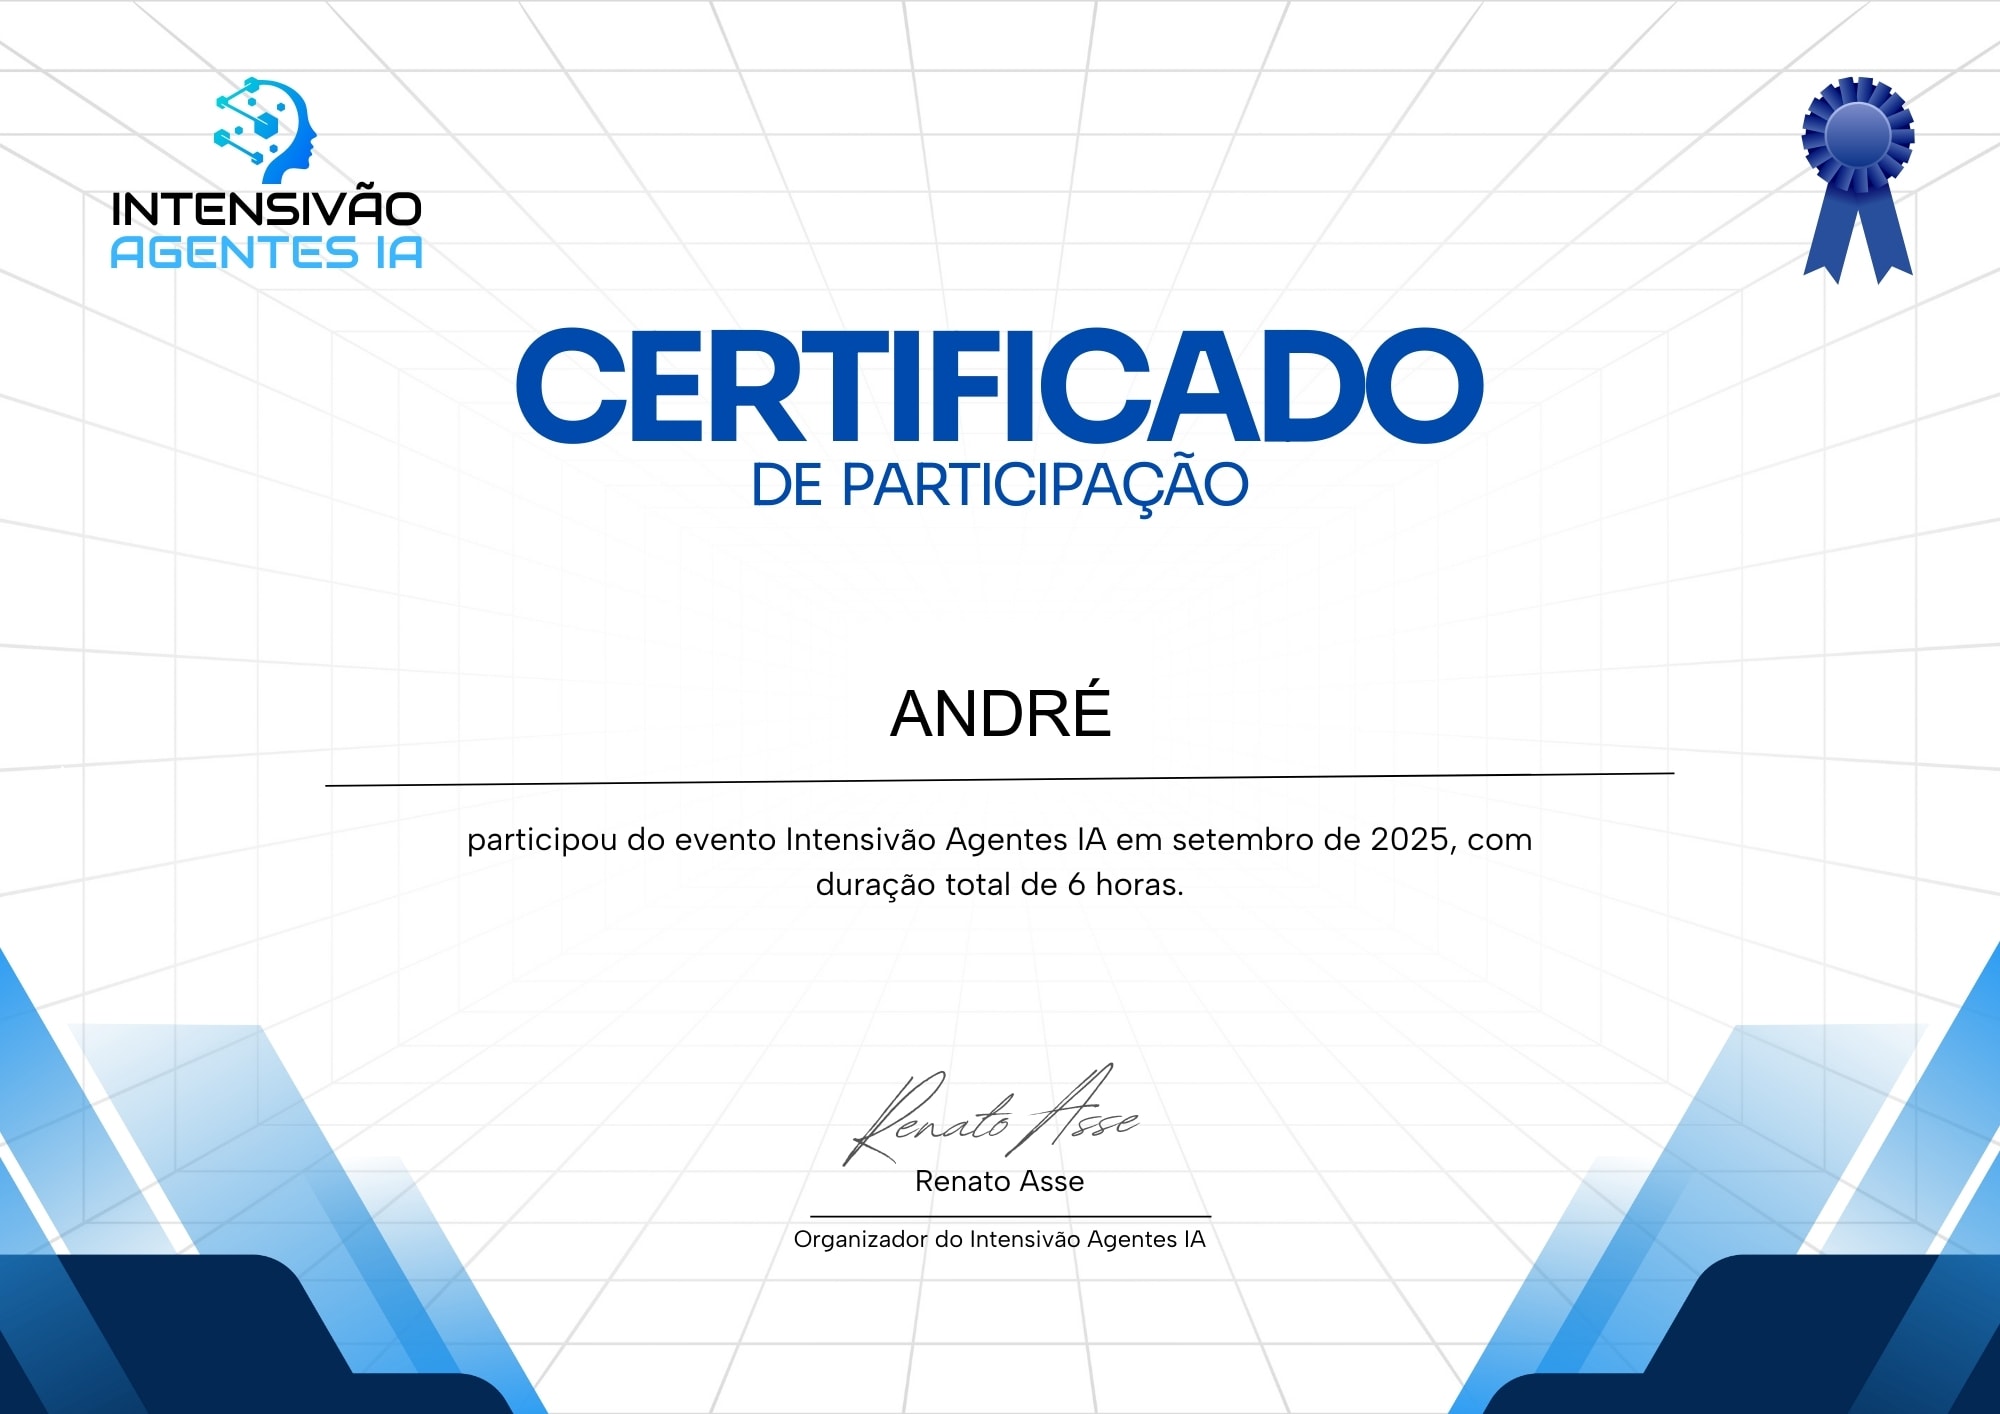 INTENSIVÃO
AGENTES IA
CERTIFICADO
DE PARTICIPAÇÃO
ANDRÉ
participou do evento Intensivão Agentes IA em setembro de 2025, com
duração total de 6 horas.
Renato Asse
Renato Asse
Organizador do Intensivão Agentes IA